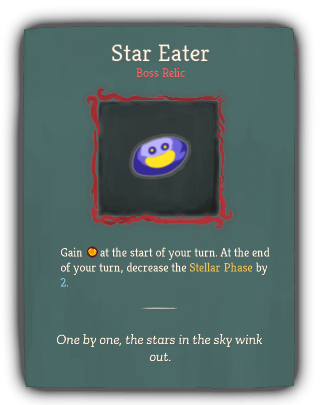 Star Eater
Boss Relic
Gain at the start of your turn. At the end
of your turn, decrease the Stellar Phase by
2.
One by one, the stars in the sky wink
out.